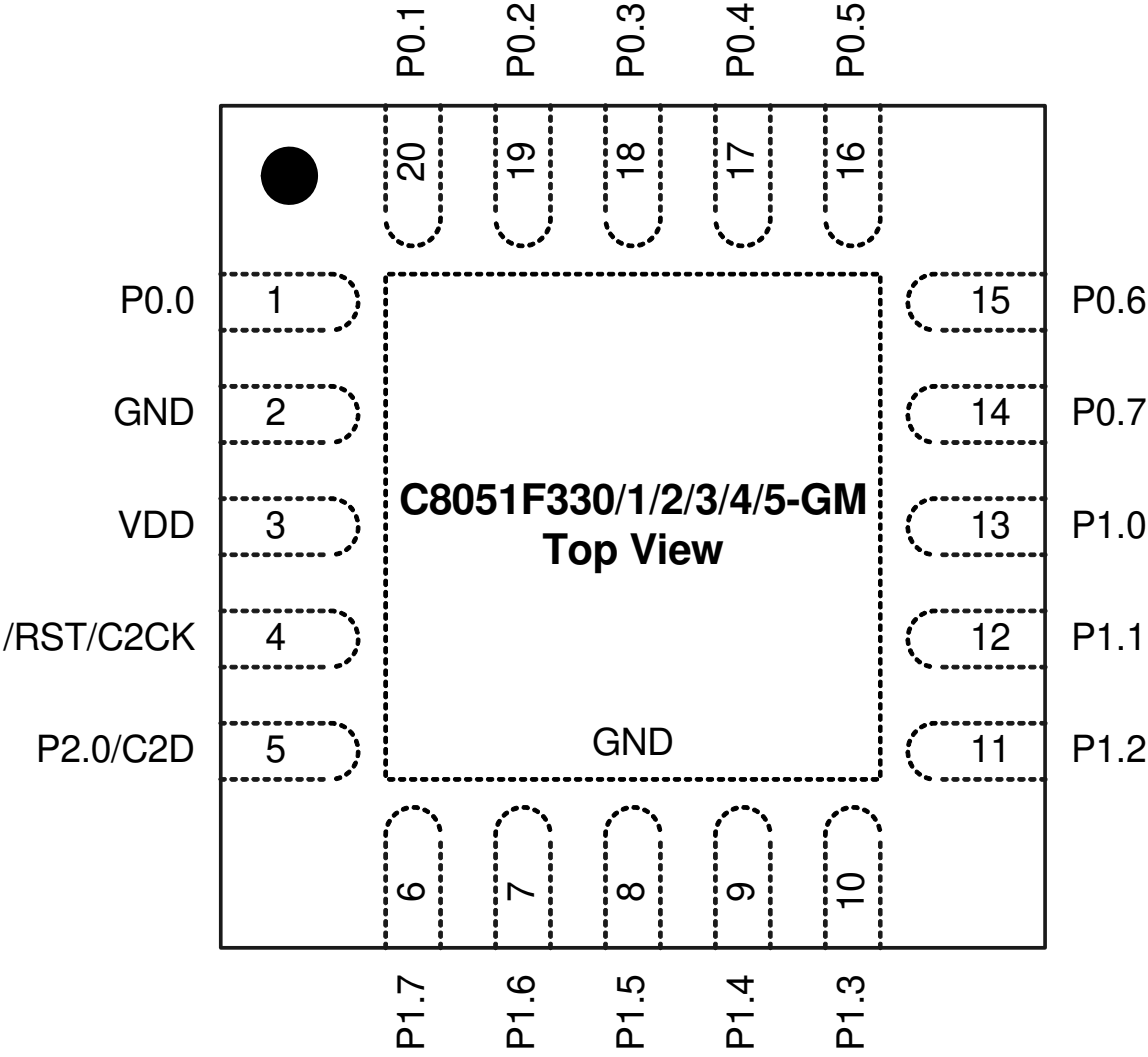 P0.1 P0.2 P0.3 P0.4 P0.5
20 19 18 17 16
P0.0 1 15 P0.6
GND 2 14 P0.7
C8051F330/1/2/3/4/5-GM
VDD 3 13 P1.0
Top View
/RST/C2CK 4 12 P1.1
P2.0/C2D 5 GND 11 P1.2
6 7 8 9 10
P1.7 P1.6 P1.5 P1.4 P1.3